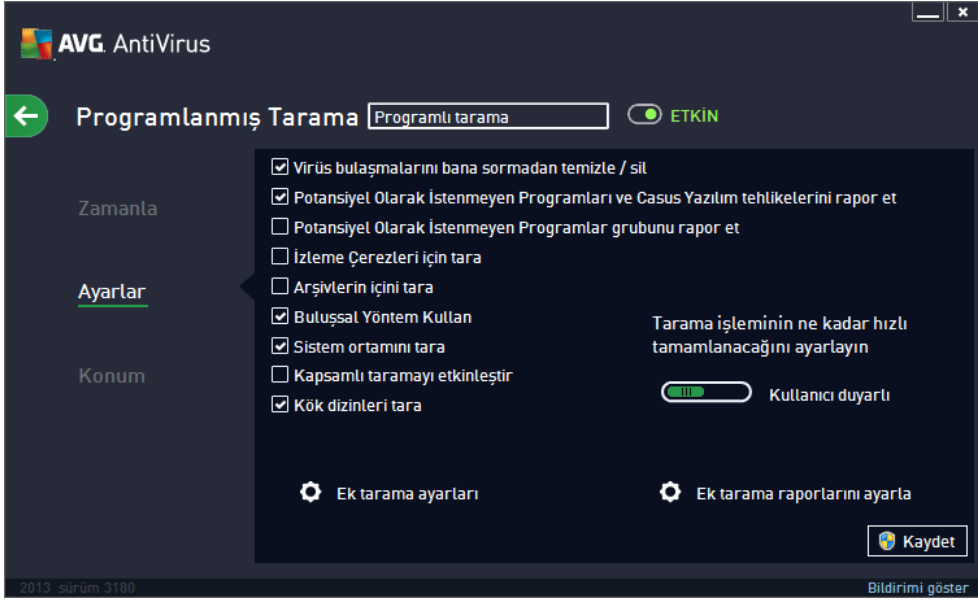 AVG. AntiVirus
Programlanmış Tarama
Programlı tarama
ETKİN
Zamanla
Ayarlar
Konum
Virüs bulaşmalarını bana sormadan temizle / sil
Potansiyel Olarak İstenmeyen Programları ve Casus Yazılım tehlikelerini rapor et
Potansiyel Olarak İstenmeyen Programlar grubunu rapor et
İzleme Çerezleri için tara
Arşivlerin içini tara
Buluşsal Yöntem Kullan
Sistem ortamını tara
Kapsamlı taramayı etkinleştir
Kök dizinleri tara
Tarama işleminin ne kadar hızlı
tamamlanacağını ayarlayın
Kullanıcı duyarlı
Ek tarama ayarları
Ek tarama raporlarını ayarla
Kaydet
2013 sürüm 3180
Bildirimi göster